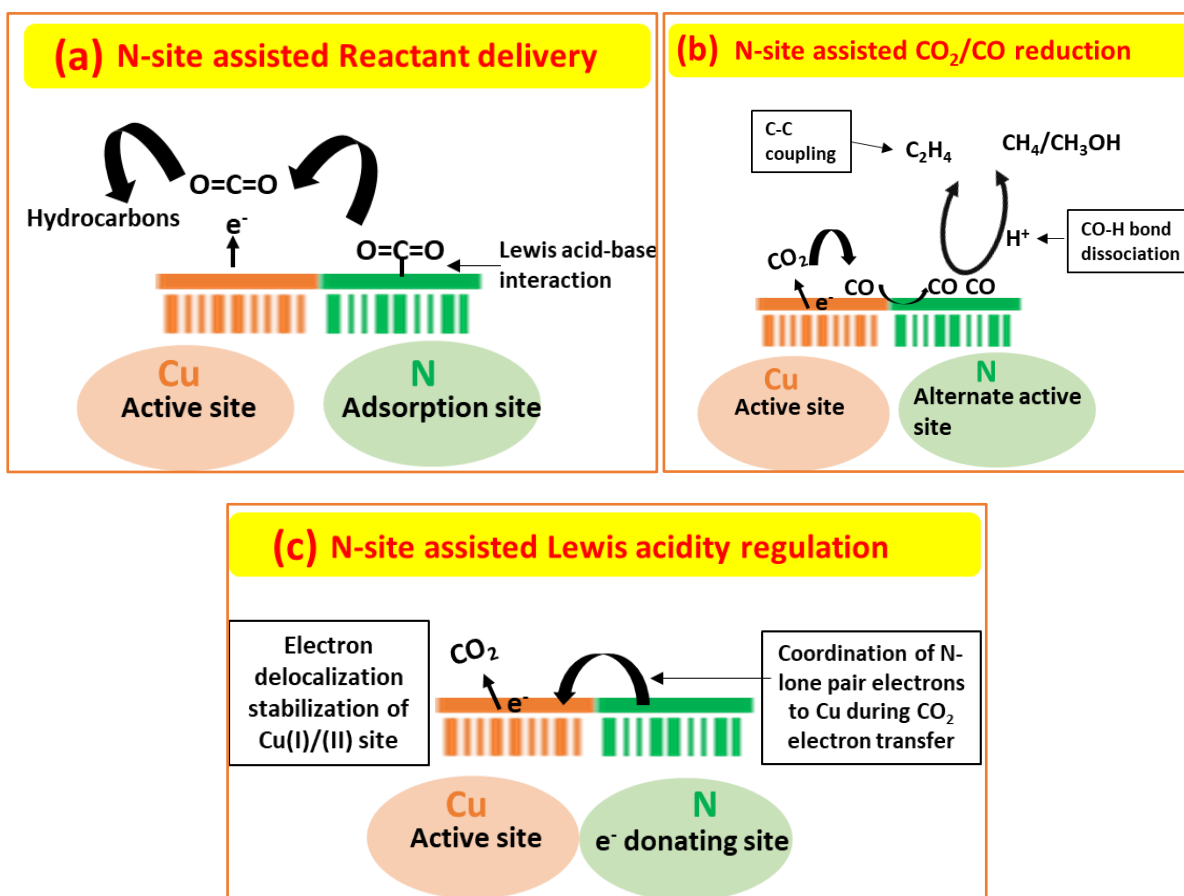 (a) N-site assisted Reactant delivery
O=C=O
Hydrocarbons
e⁻
O=C=O
Lewis acid-base
interaction
Cu
Active site
N
Adsorption site
(b) N-site assisted CO₂/CO reduction
C-C
coupling
C₂H₄
CH₄/CH₃OH
H⁺
CO-H bond
dissociation
CO₂
CO
CO CO
e⁻
Cu
Active site
N
Alternate active
site
(c) N-site assisted Lewis acidity regulation
Electron
delocalization
stabilization of
Cu(I)/(II) site
CO₂
e⁻
Coordination of N-
lone pair electrons
to Cu during CO₂
electron transfer
Cu
Active site
N
e⁻ donating site